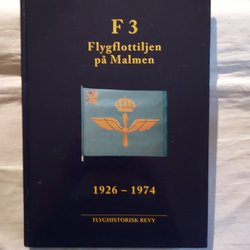 F 3
Flygflottiljen
på Malmen
1926 – 1974
FLYGHISTORISK REVY